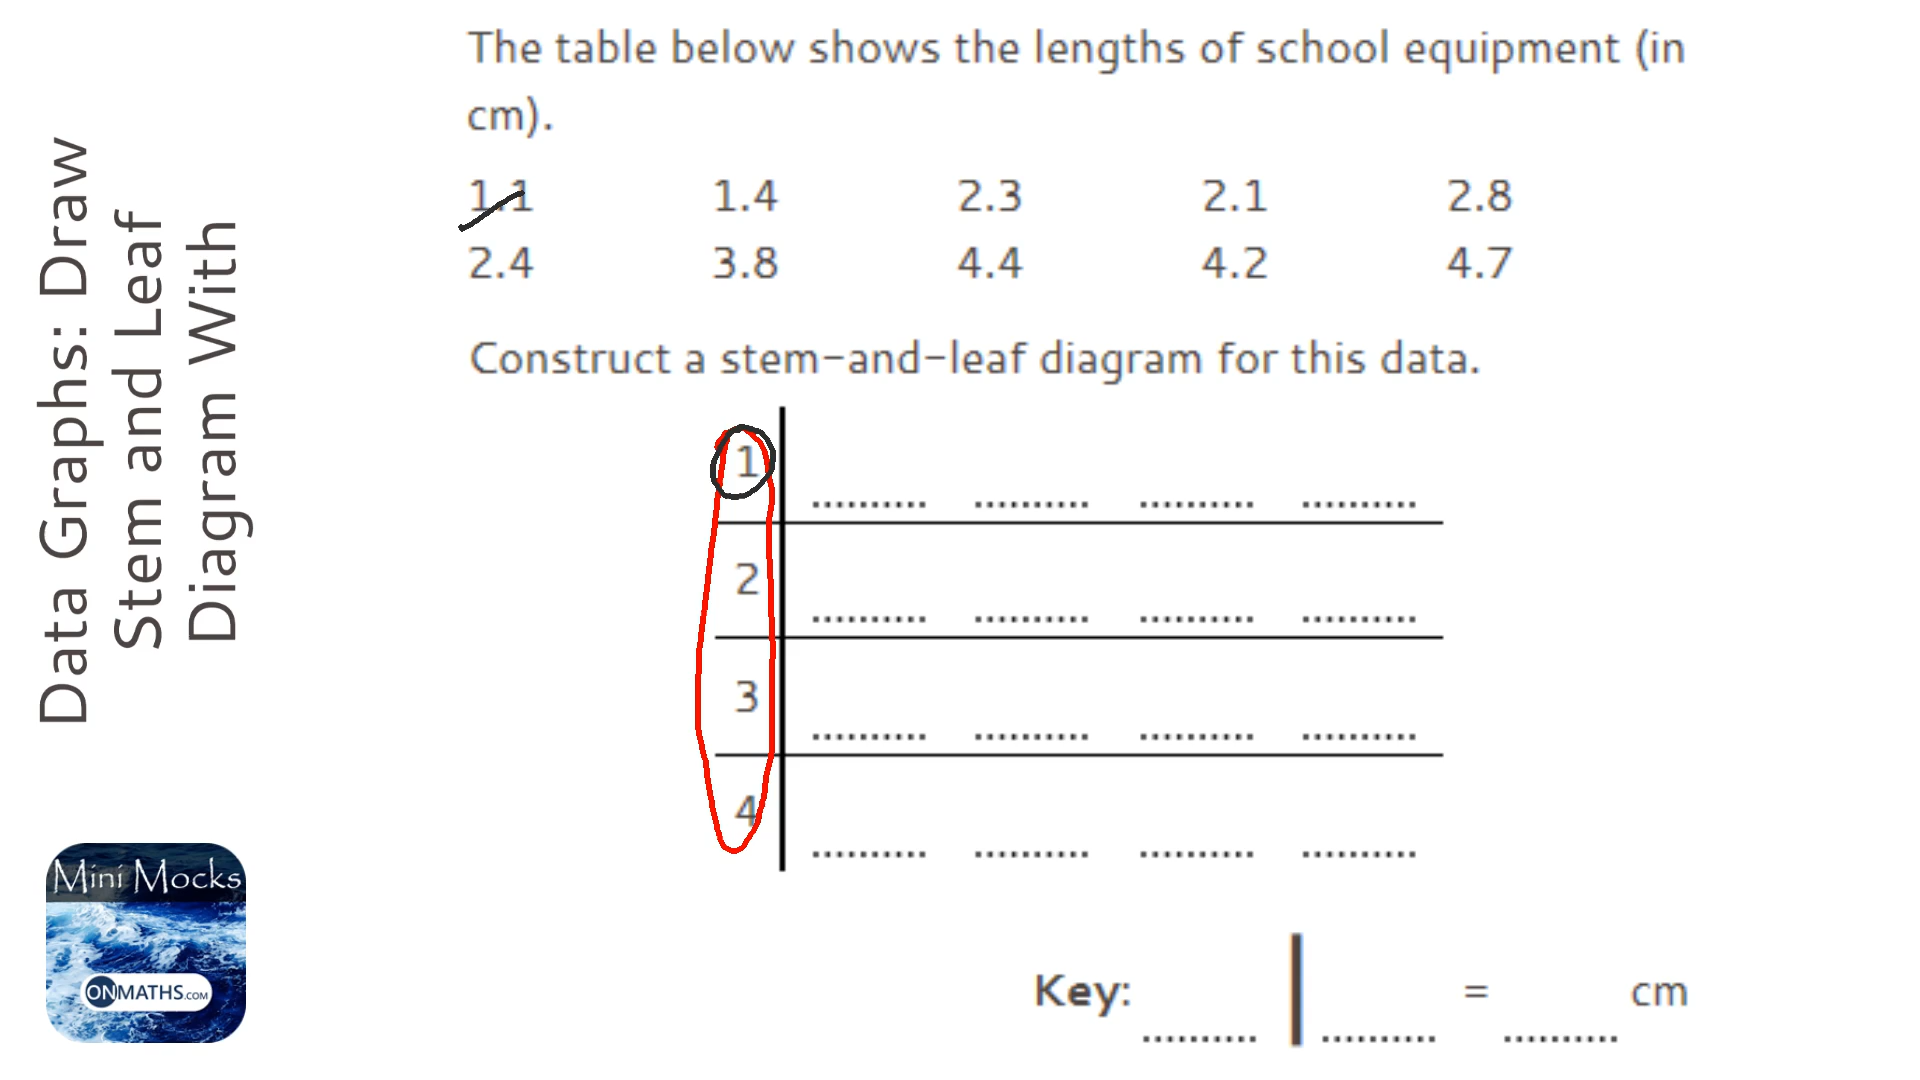 Data Graphs: Draw
Stem and Leaf
Diagram With
The table below shows the lengths of school equipment (in
cm).
1.1 1.4 2.3 2.1 2.8
2.4 3.8 4.4 4.2 4.7
Construct a stem-and-leaf diagram for this data.
1 .......... .......... .......... ..........
2 .......... .......... .......... ..........
3 .......... .......... .......... ..........
4 .......... .......... .......... ..........
Key: .......... | .......... = .......... cm
Mini Mocks
ONMATHS.COM